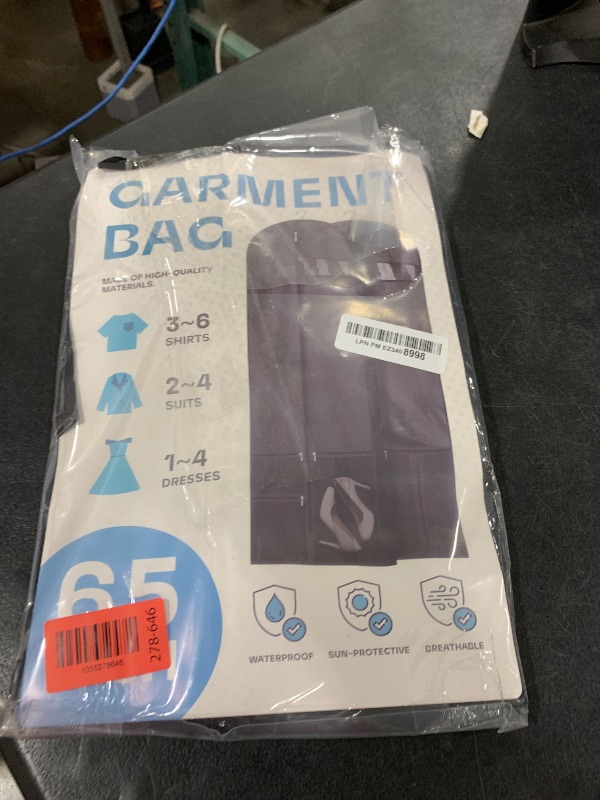 GARMENT
BAG
MADE OF HIGH-QUALITY
MATERIALS.
3~6
SHIRTS
2~4
SUITS
1~4
DRESSES
LPN PM EZ340 8998
65
278-646
1055278646
WATERPROOF
SUN-PROTECTIVE
BREATHABLE